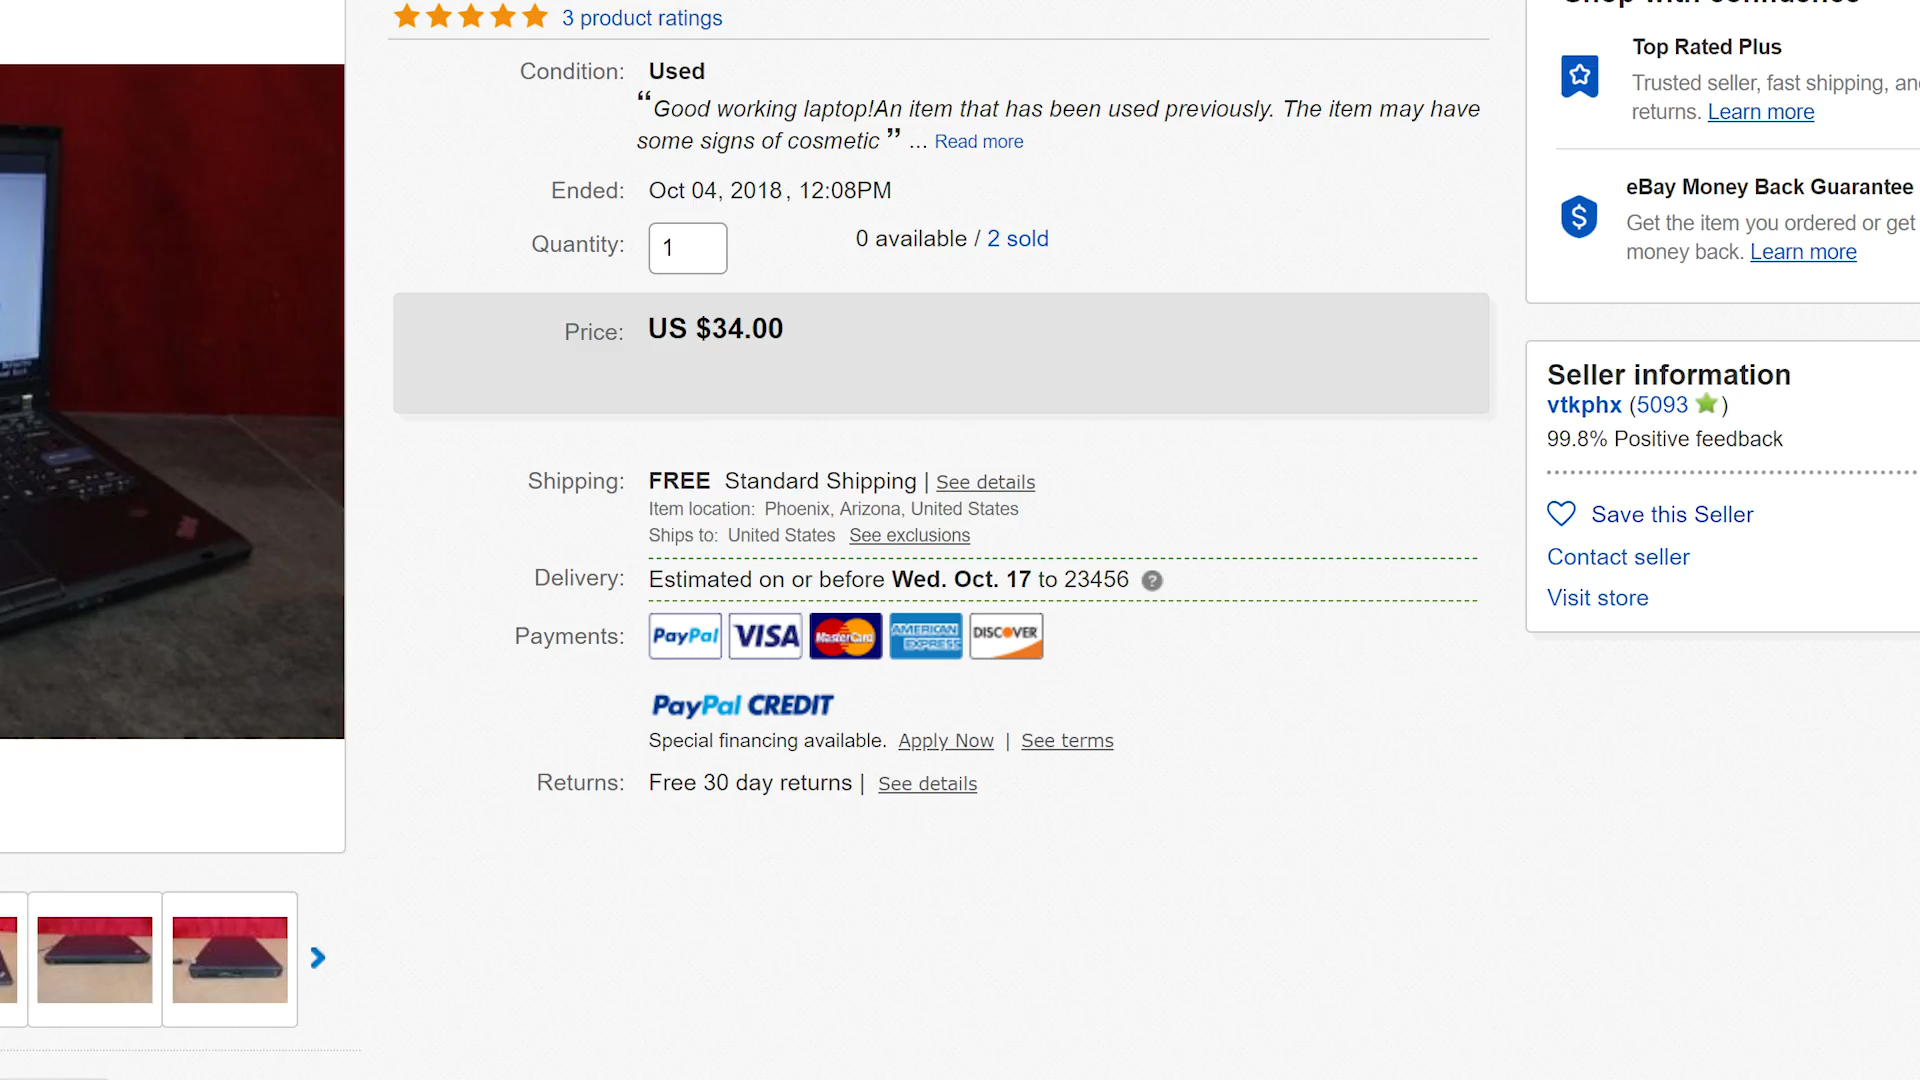 Shop with confidence
3 product ratings
Top Rated Plus
Condition: Used
Trusted seller, fast shipping, and
“Good working laptop!An item that has been used previously. The item may have
returns. Learn more
some signs of cosmetic ” ... Read more
eBay Money Back Guarantee
Ended: Oct 04, 2018, 12:08PM
Get the item you ordered or get
Quantity: 1 0 available / 2 sold
money back. Learn more
Price: US $34.00
Seller information
vtkphx (5093 )
99.8% Positive feedback
Shipping: FREE Standard Shipping | See details
Item location: Phoenix, Arizona, United States
Save this Seller
Ships to: United States See exclusions
Contact seller
Delivery: Estimated on or before Wed. Oct. 17 to 23456 ?
Visit store
Payments: PayPal VISA MasterCard AMERICAN EXPRESS DISCOVER
PayPal CREDIT
Special financing available. Apply Now | See terms
Returns: Free 30 day returns | See details